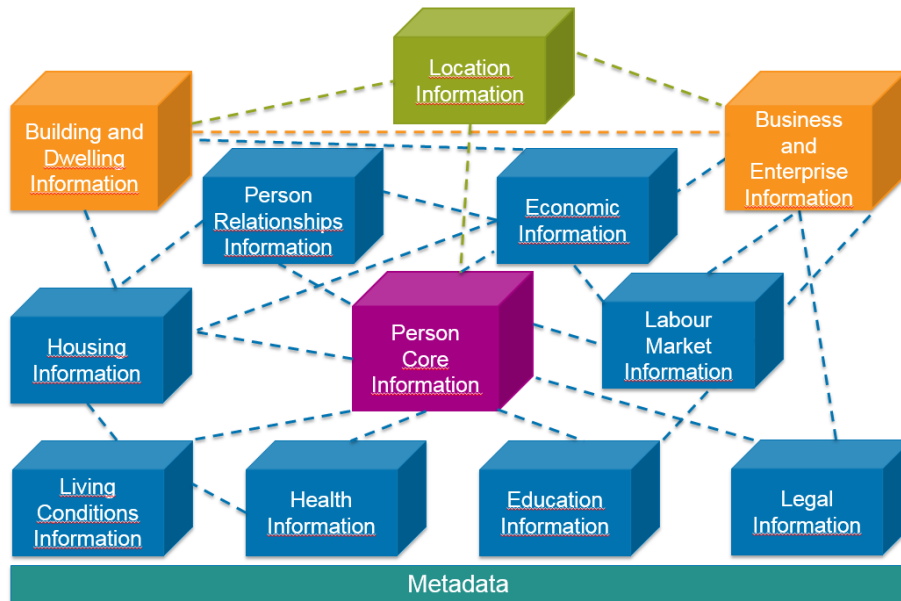 Location
Information
Building and
Dwelling
Information
Business
and
Enterprise
Information
Person
Relationships
Information
Economic
Information
Housing
Information
Person
Core
Information
Labour
Market
Information
Living
Conditions
Information
Health
Information
Education
Information
Legal
Information
Metadata